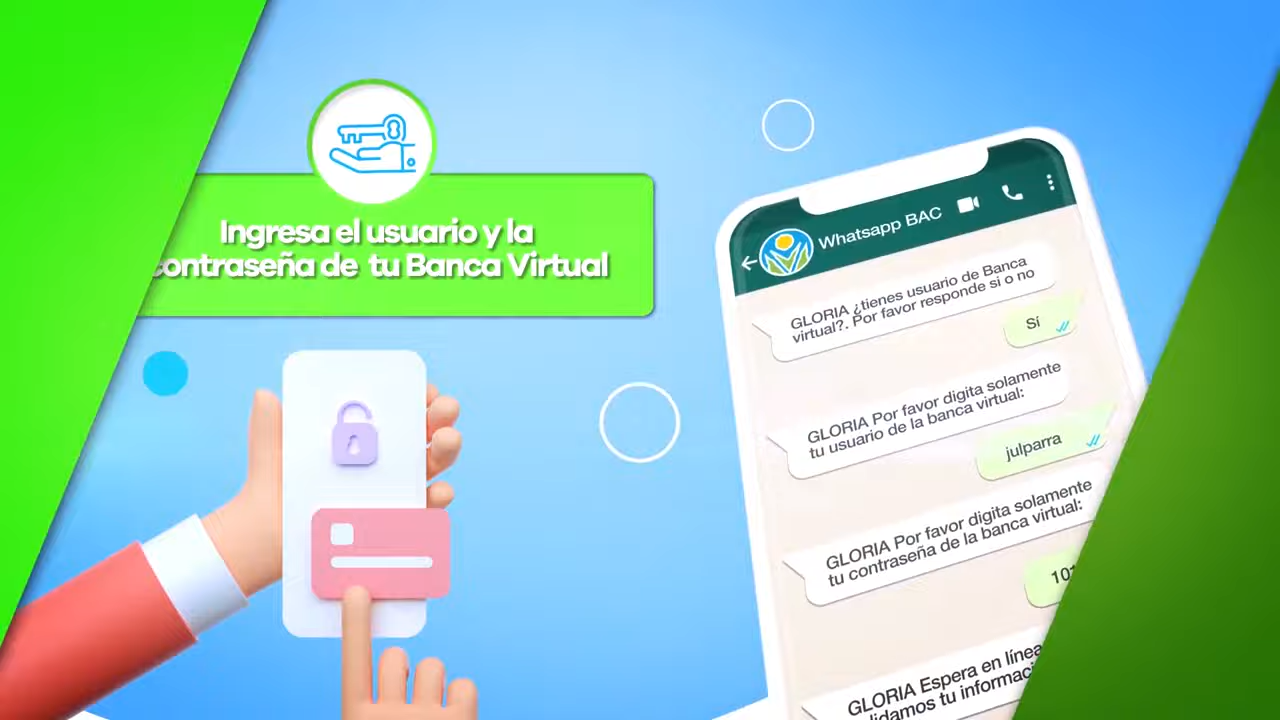 Ingresa el usuario y la
contraseña de tu Banca Virtual
Whatsapp BAC
GLORIA ¿tienes usuario de Banca
virtual?. Por favor responde si o no
Sí
GLORIA Por favor digita solamente
tu usuario de la banca virtual:
julparra
GLORIA Por favor digita solamente
tu contraseña de la banca virtual:
GLORIA Espera en línea
tu